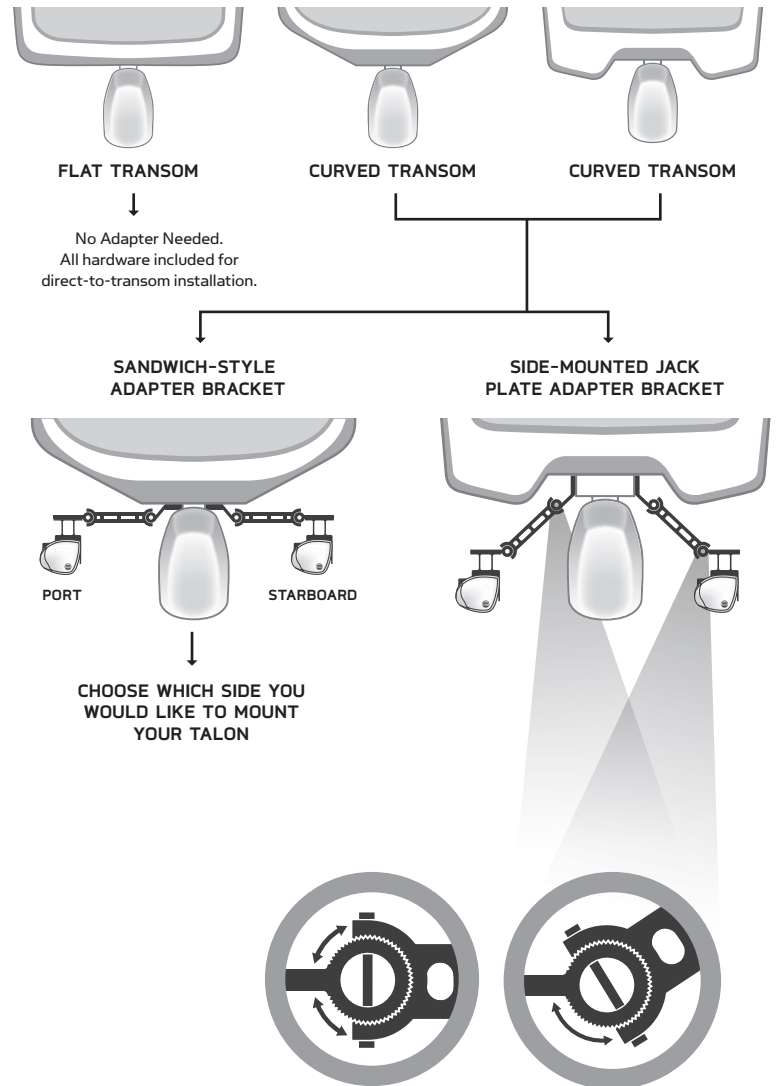 FLAT TRANSOM
CURVED TRANSOM
CURVED TRANSOM
No Adapter Needed.
All hardware included for
direct-to-transom installation.
SANDWICH-STYLE
ADAPTER BRACKET
SIDE-MOUNTED JACK
PLATE ADAPTER BRACKET
PORT
STARBOARD
CHOOSE WHICH SIDE YOU
WOULD LIKE TO MOUNT
YOUR TALON